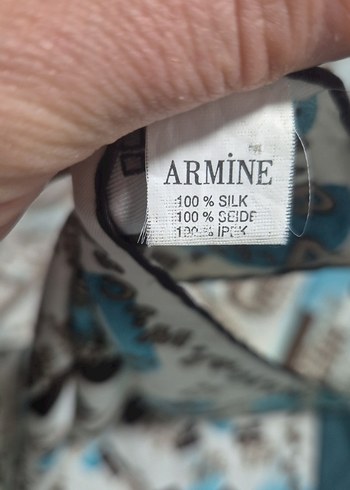 ARMİNE
100 % SILK
100 % SEIDE
100 % İPEK